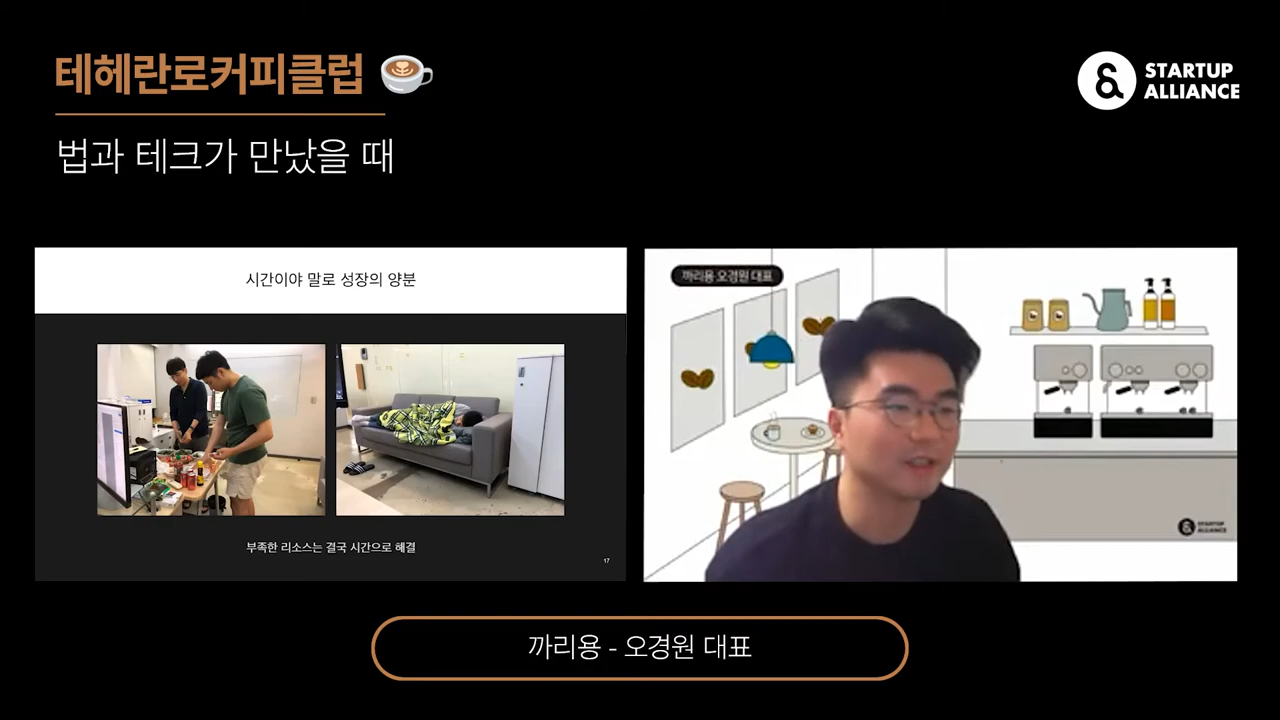 테헤란로커피클럽
STARTUP
ALLIANCE
법과 테크가 만났을 때
시간이야 말로 성장의 양분
부족한 리소스는 결국 시간으로 해결
17
까리용 오경원 대표
STARTUP
ALLIANCE
까리용 - 오경원 대표